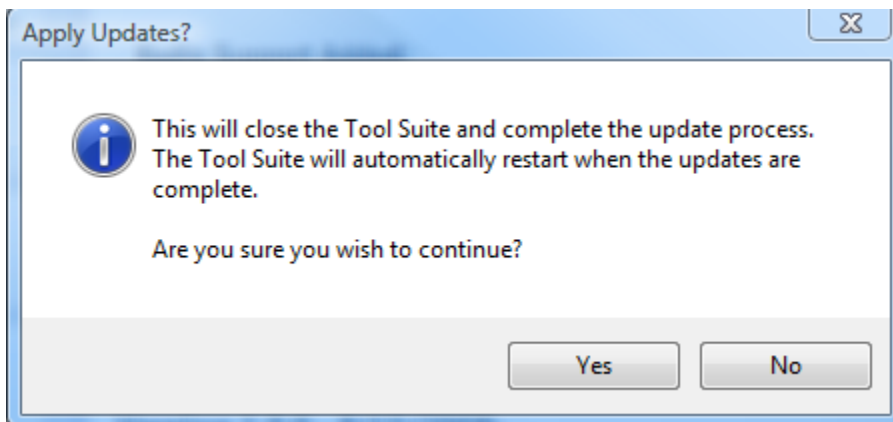 Apply Updates?
This will close the Tool Suite and complete the update process.
The Tool Suite will automatically restart when the updates are
complete.
Are you sure you wish to continue?
Yes
No